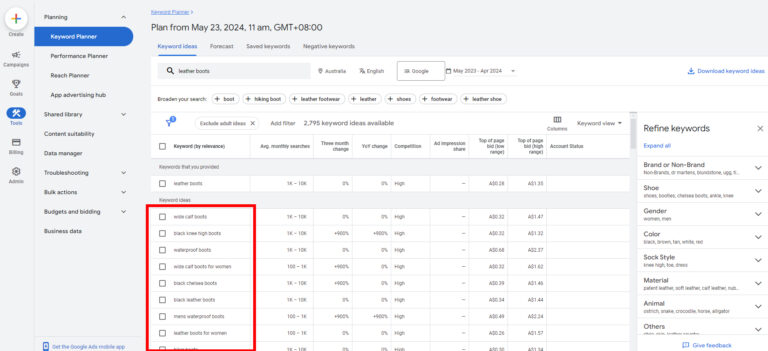 Create
Campaigns
Goals
Tools
Billing
Admin
Planning
Keyword Planner
Performance Planner
Reach Planner
App advertising hub
Shared library
Content suitability
Data manager
Troubleshooting
Bulk actions
Budgets and bidding
Business data
Get the Google Ads mobile app
Keyword Planner
Plan from May 23, 2024, 11 am, GMT+08:00
Keyword ideas Forecast Saved keywords Negative keywords
leather boots Australia English Google May 2023 - Apr 2024 Download keyword ideas
Broaden your search: + boot + hiking boot + leather footwear + leather + shoes + footwear + leather shoe
1 Exclude adult ideas Add filter 2,795 keyword ideas available Columns Keyword view
Keyword (by relevance) Avg. monthly searches Three month change YoY change Competition Ad impression share Top of page bid (low range) Top of page bid (high range) Account Status
Keywords that you provided
leather boots 1K – 10K 0% 0% High — A$0.28 A$1.35
Keyword ideas
wide calf boots 1K – 10K 0% 0% High — A$0.32 A$1.47
black knee high boots 1K – 10K +900% +900% High — A$0.32 A$1.32
waterproof boots 1K – 10K 0% 0% High — A$0.68 A$2.27
wide calf boots for women 100 – 1K +900% 0% High — A$0.32 A$1.62
black chelsea boots 1K – 10K 0% 0% High — A$0.39 A$1.46
black leather boots 1K – 10K 0% 0% High — A$0.34 A$1.44
mens waterproof boots 100 – 1K +900% +900% High — A$0.49 A$2.24
leather boots for women 1K – 10K 0% 0% High — A$0.26 A$1.57
Refine keywords
Expand all
Brand or Non-Brand
Non-Brands, dr martens, blundstone, ugg, fi...
Shoe
shoes, booties, chelsea boots, ankle, knee
Gender
women, men
Color
black, brown, tan, white, red
Sock Style
knee high, toe, dress
Material
patent leather, soft leather, calf leather, nub...
Animal
ostrich, snake, crocodile, horse, alligator
Others
Give feedback